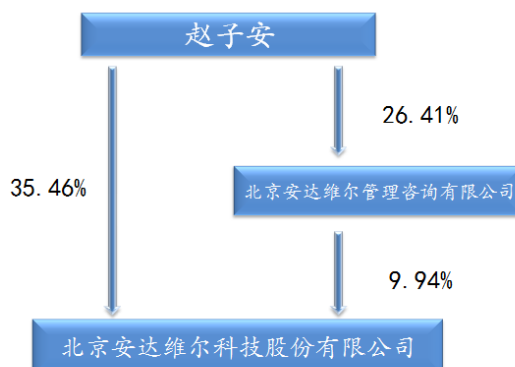 赵子安
26.41%
35.46%
北京安达维尔管理咨询有限公司
9.94%
北京安达维尔科技股份有限公司